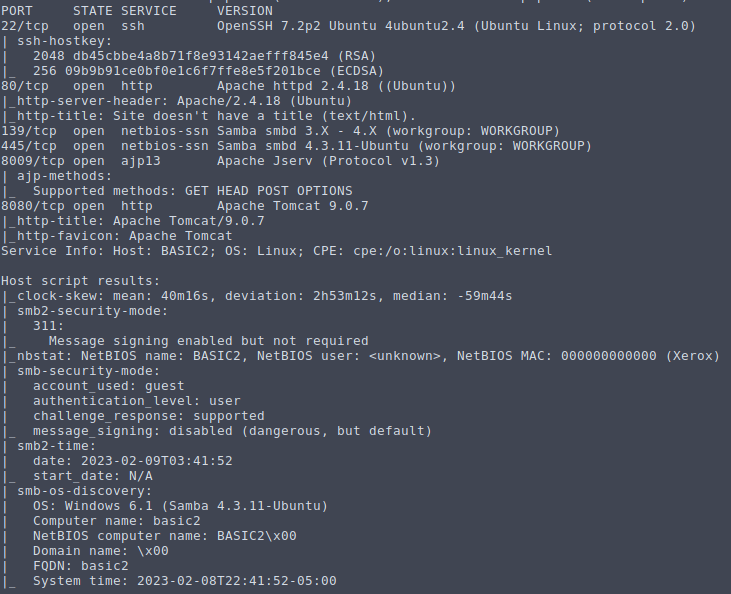 PORT     STATE SERVICE     VERSION
22/tcp   open  ssh         OpenSSH 7.2p2 Ubuntu 4ubuntu2.4 (Ubuntu Linux; protocol 2.0)
| ssh-hostkey:
|   2048 db45cbbe4a8b71f8e93142aefff845e4 (RSA)
|_  256 09b9b91ce0bf0e1c6f7ffe8e5f201bce (ECDSA)
80/tcp   open  http        Apache httpd 2.4.18 ((Ubuntu))
|_http-server-header: Apache/2.4.18 (Ubuntu)
|_http-title: Site doesn't have a title (text/html).
139/tcp  open  netbios-ssn Samba smbd 3.X - 4.X (workgroup: WORKGROUP)
445/tcp  open  netbios-ssn Samba smbd 4.3.11-Ubuntu (workgroup: WORKGROUP)
8009/tcp open  ajp13       Apache Jserv (Protocol v1.3)
| ajp-methods:
|_  Supported methods: GET HEAD POST OPTIONS
8080/tcp open  http        Apache Tomcat 9.0.7
|_http-title: Apache Tomcat/9.0.7
|_http-favicon: Apache Tomcat
Service Info: Host: BASIC2; OS: Linux; CPE: cpe:/o:linux:linux_kernel

Host script results:
|_clock-skew: mean: 40m16s, deviation: 2h53m12s, median: -59m44s
| smb2-security-mode:
|   311:
|_    Message signing enabled but not required
|_nbstat: NetBIOS name: BASIC2, NetBIOS user: <unknown>, NetBIOS MAC: 000000000000 (Xerox)
| smb-security-mode:
|   account_used: guest
|   authentication_level: user
|   challenge_response: supported
|_  message_signing: disabled (dangerous, but default)
| smb2-time:
|   date: 2023-02-09T03:41:52
|_  start_date: N/A
| smb-os-discovery:
|   OS: Windows 6.1 (Samba 4.3.11-Ubuntu)
|   Computer name: basic2
|   NetBIOS computer name: BASIC2\x00
|   Domain name: \x00
|   FQDN: basic2
|_  System time: 2023-02-08T22:41:52-05:00